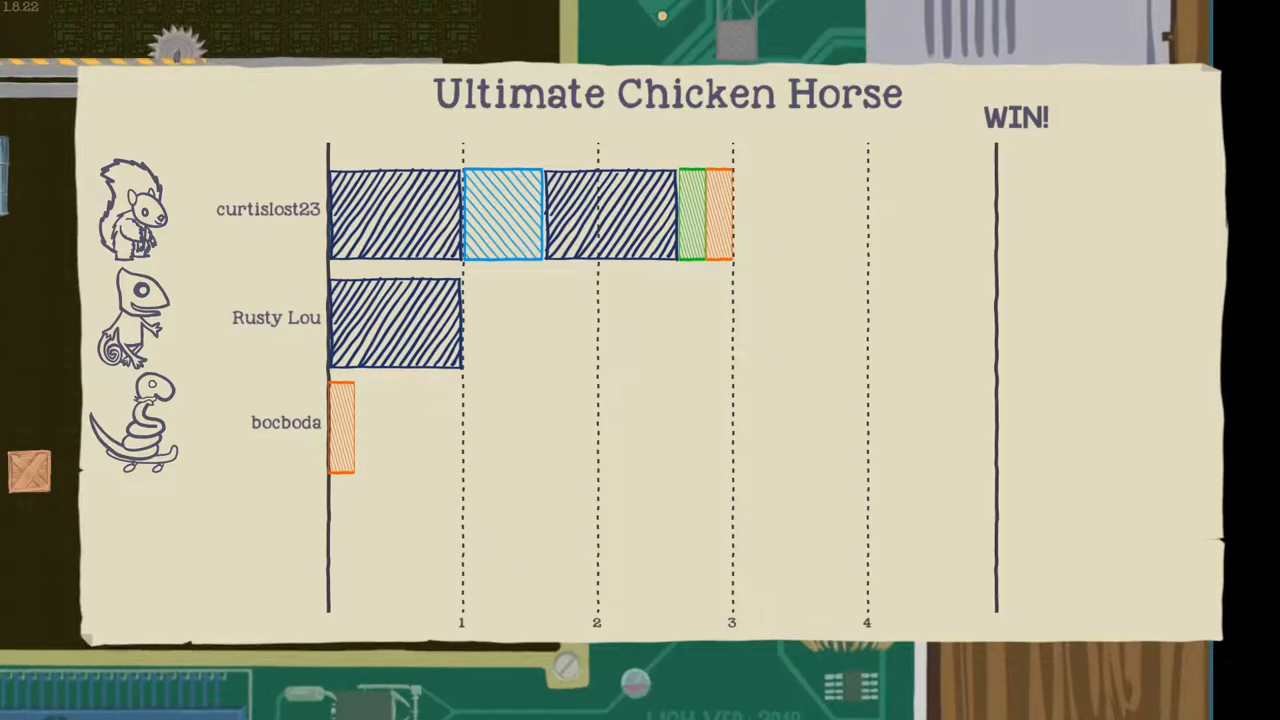 1.8.22
Ultimate Chicken Horse
WIN!
curtislost23
Rusty Lou
bocboda
1 2 3 4